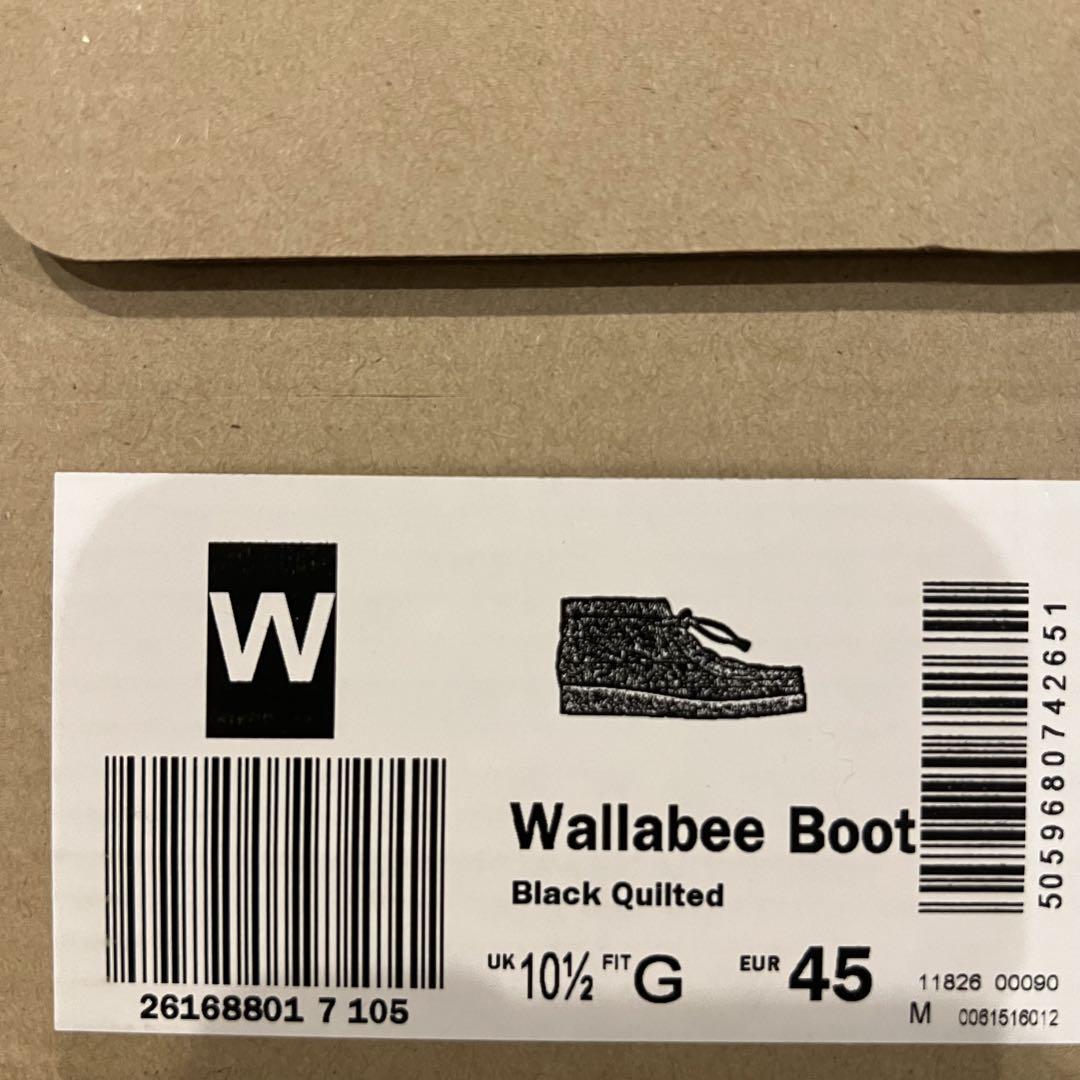 W
Wallabee Boot
Black Quilted
UK 10½ FIT G EUR 45
26168801 7 105
5059680742651
11826 00090
M 0061516012